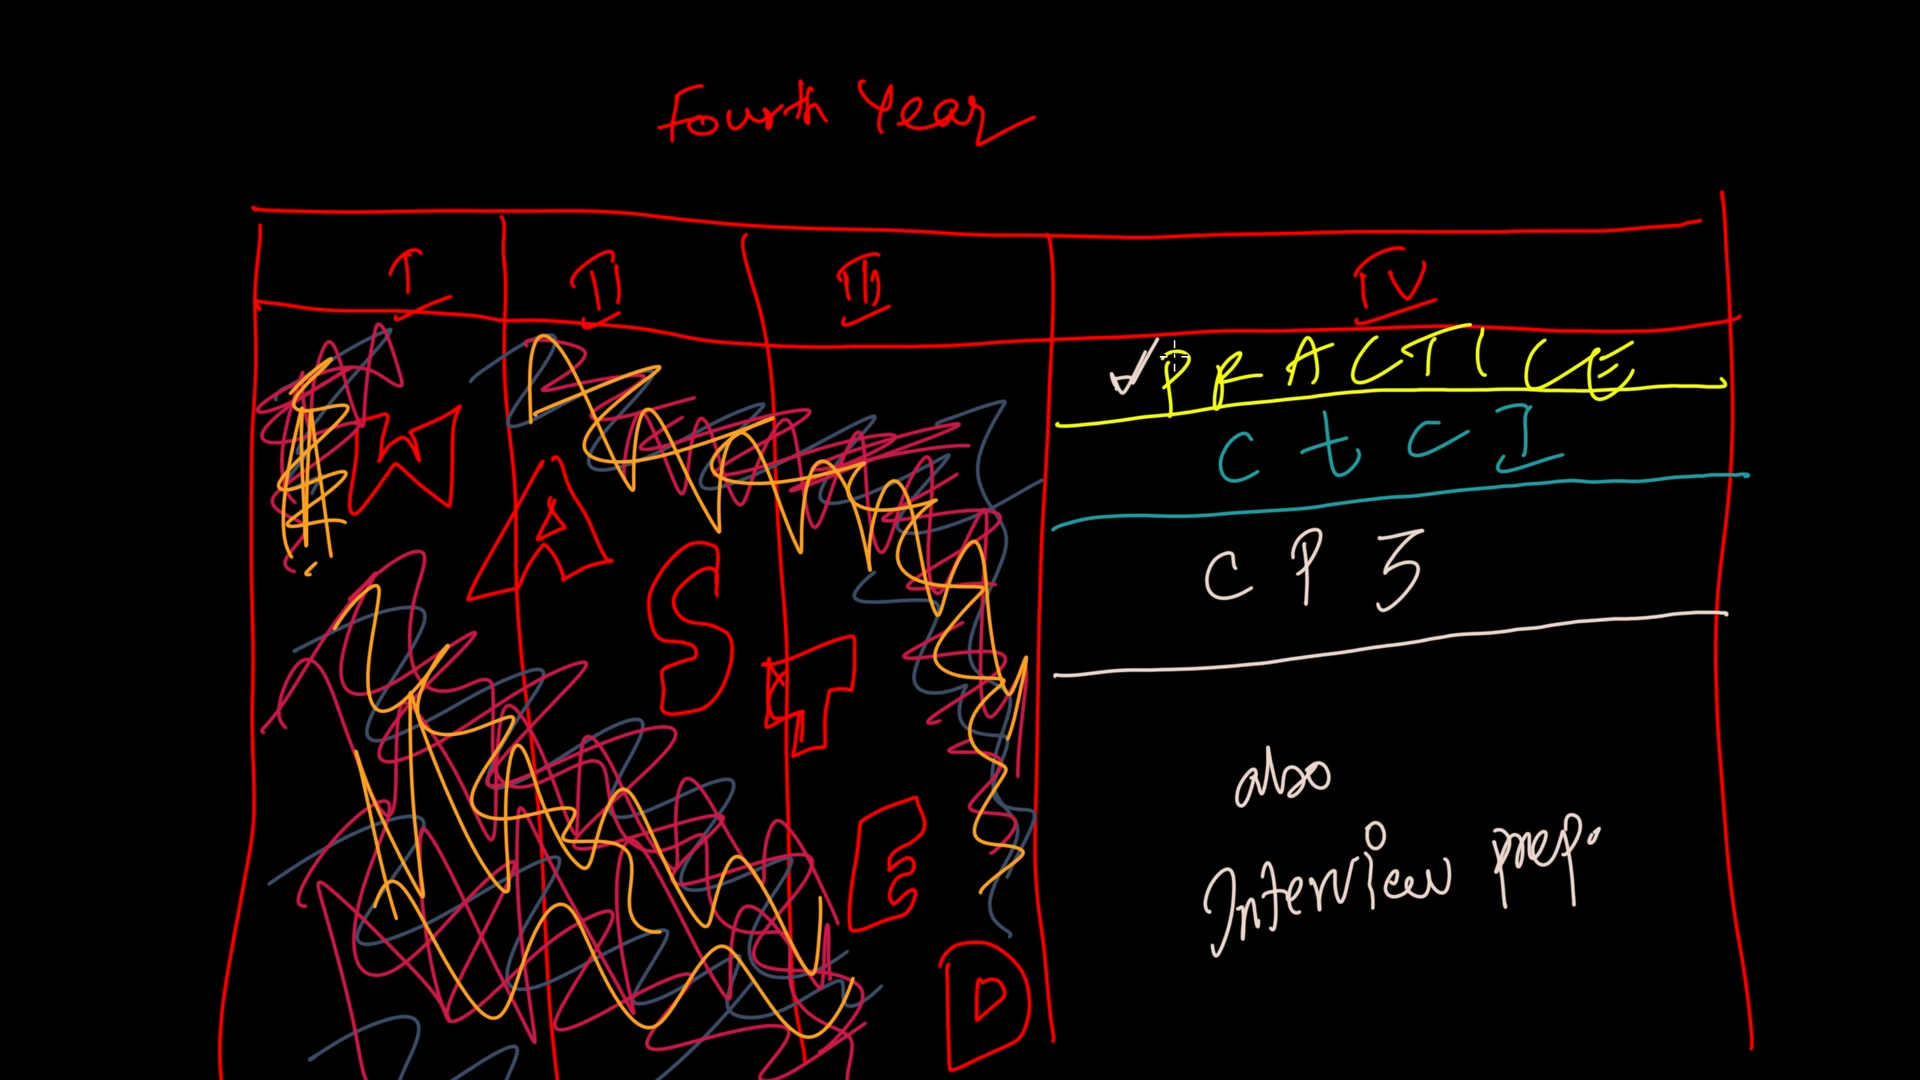 Fourth Year
I II III IV
PRACTICE
CtCI
CP3
WASTED
also
Interview prep.